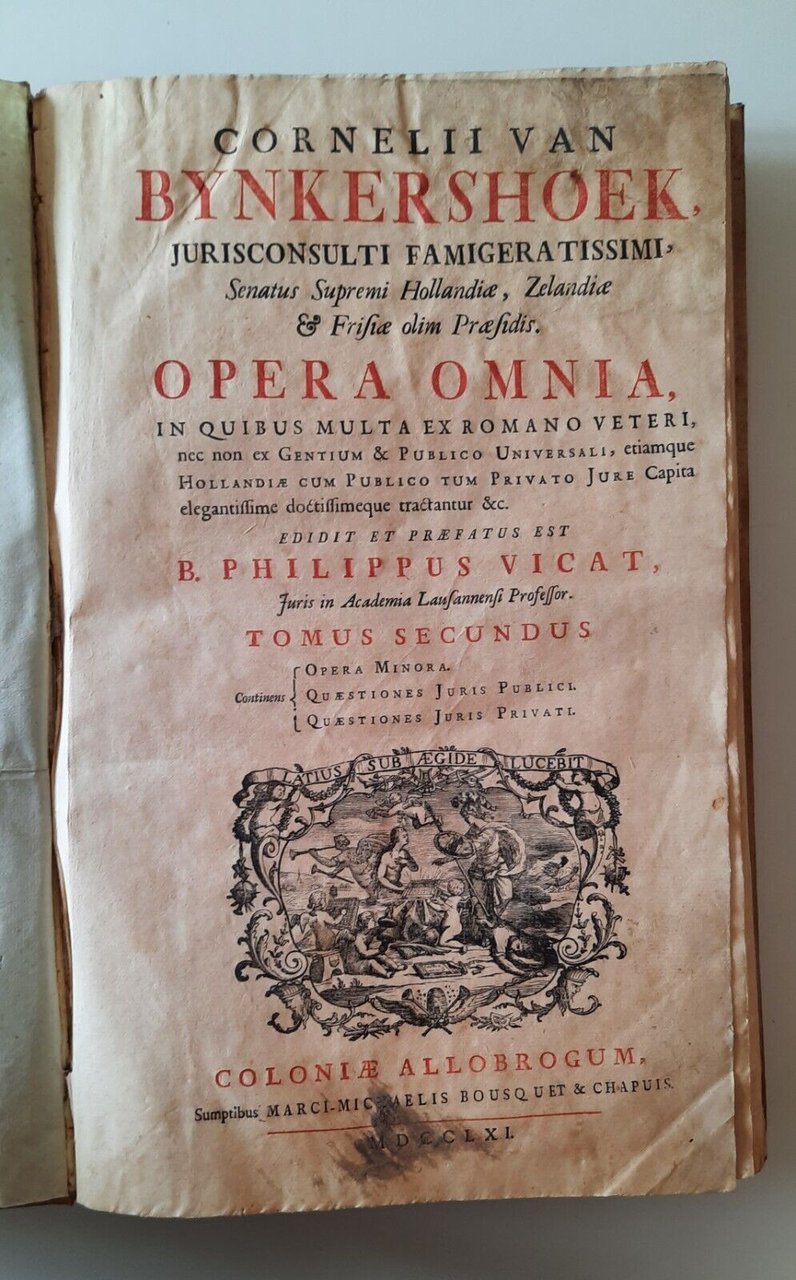 CORNELII VAN
BYNKERSHOEK,
JURISCONSULTI FAMIGERATISSIMI,
Senatus Supremi Hollandiæ, Zelandiæ
& Friſiæ olim Præſidis.
OPERA OMNIA,
IN QUIBUS MULTA EX ROMANO VETERI,
nec non ex GENTIUM & PUBLICO UNIVERSALI, etiamque
HOLLANDIÆ CUM PUBLICO TUM PRIVATO JURE Capita
elegantiſſime doctiſſimeque tractantur &c.
EDIDIT ET PRÆFATUS EST
B. PHILIPPUS VICAT,
Juris in Academia Lauſannenſi Profeſſor.
TOMUS SECUNDUS
Continens
OPERA MINORA.
QUÆSTIONES JURIS PUBLICI.
QUÆSTIONES JURIS PRIVATI.
LATIUS SUB ÆGIDE LUCEBIT
COLONIÆ ALLOBROGUM,
Sumptibus MARCI-MICHAELIS BOUSQUET & CHAPUIS.
MDCCLXI.